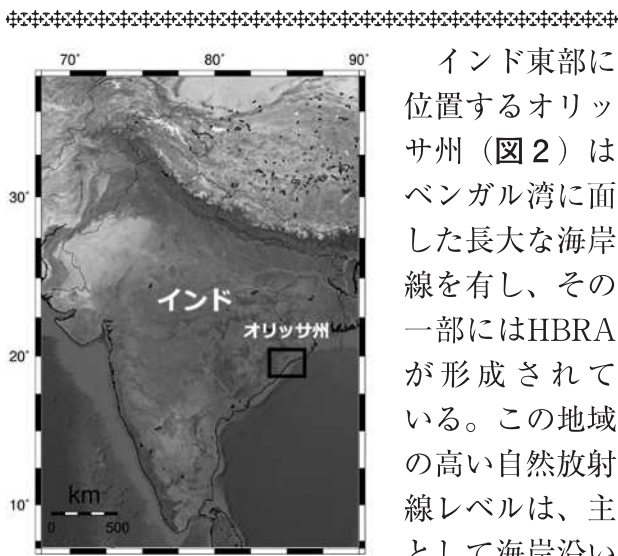 70°
80°
90°
30°
20°
10°
インド
オリッサ州
km
0
500
インド東部に
位置するオリッ
サ州（図２）は
ベンガル湾に面
した長大な海岸
線を有し、その
一部にはHBRA
が形成されて
いる。この地域
の高い自然放射
線レベルは、主
として海岸沿い